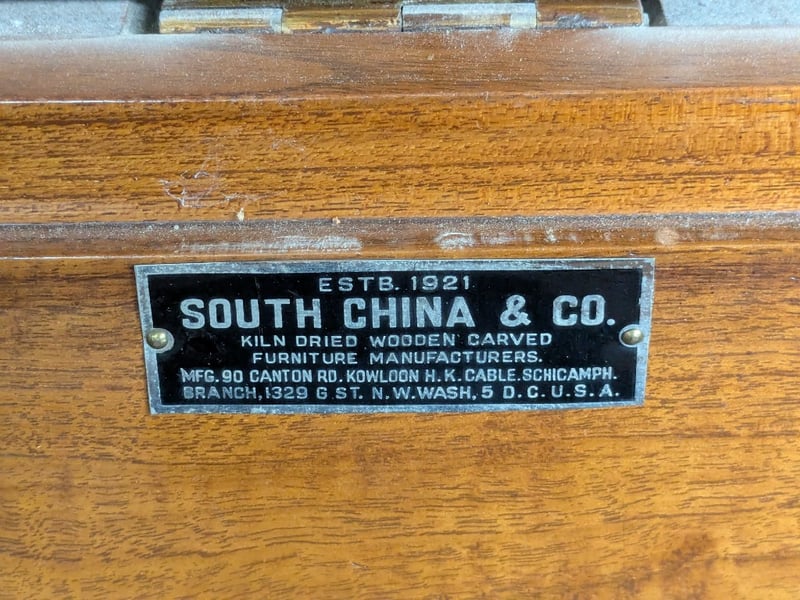 ESTB. 1921
SOUTH CHINA & CO.
KILN DRIED WOODEN CARVED
FURNITURE MANUFACTURERS.
MFG. 90 CANTON RD. KOWLOON H.K. CABLE. SCHICAMPH.
BRANCH, 1329 G ST. N.W. WASH, 5 D.C. U.S.A.